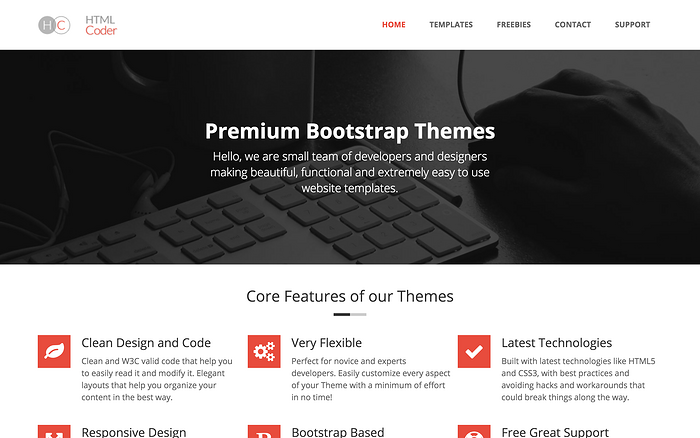 HC
HTML
Coder
HOME
TEMPLATES
FREEBIES
CONTACT
SUPPORT
Premium Bootstrap Themes
Hello, we are small team of developers and designers
making beautiful, functional and extremely easy to use
website templates.
Core Features of our Themes
Clean Design and Code
Clean and W3C valid code that help you
to easily read it and modify it. Elegant
layouts that help you organize your
content in the best way.
Very Flexible
Perfect for novice and experts
developers. Easily customize every aspect
of your Theme with a minimum of effort
in no time!
Latest Technologies
Built with latest technologies like HTML5
and CSS3, with best practices and
avoiding hacks and workarounds that
could break things along the way.
Responsive Design
B
Bootstrap Based
Free Great Support